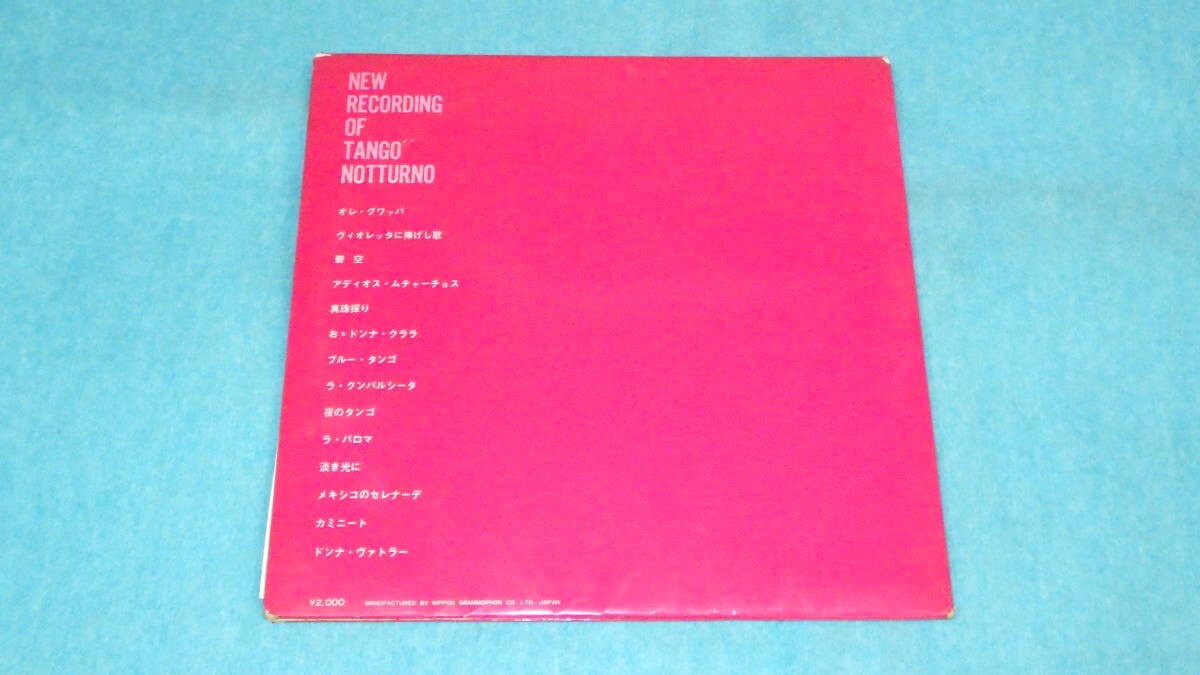 NEW
RECORDING
OF
TANGO
NOTTURNO
オレ・グワッパ
ヴィオレッタに捧げし歌
碧 空
アディオス・ムチャーチョス
真珠採り
おゝドンナ・クララ
ブルー・タンゴ
ラ・クンパルシータ
夜のタンゴ
ラ・パロマ
淡き光に
メキシコのセレナーデ
カミニート
ドンナ・ヴァトラー
¥2,000 MANUFACTURED BY NIPPON GRAMMOPHON CO. LTD. JAPAN